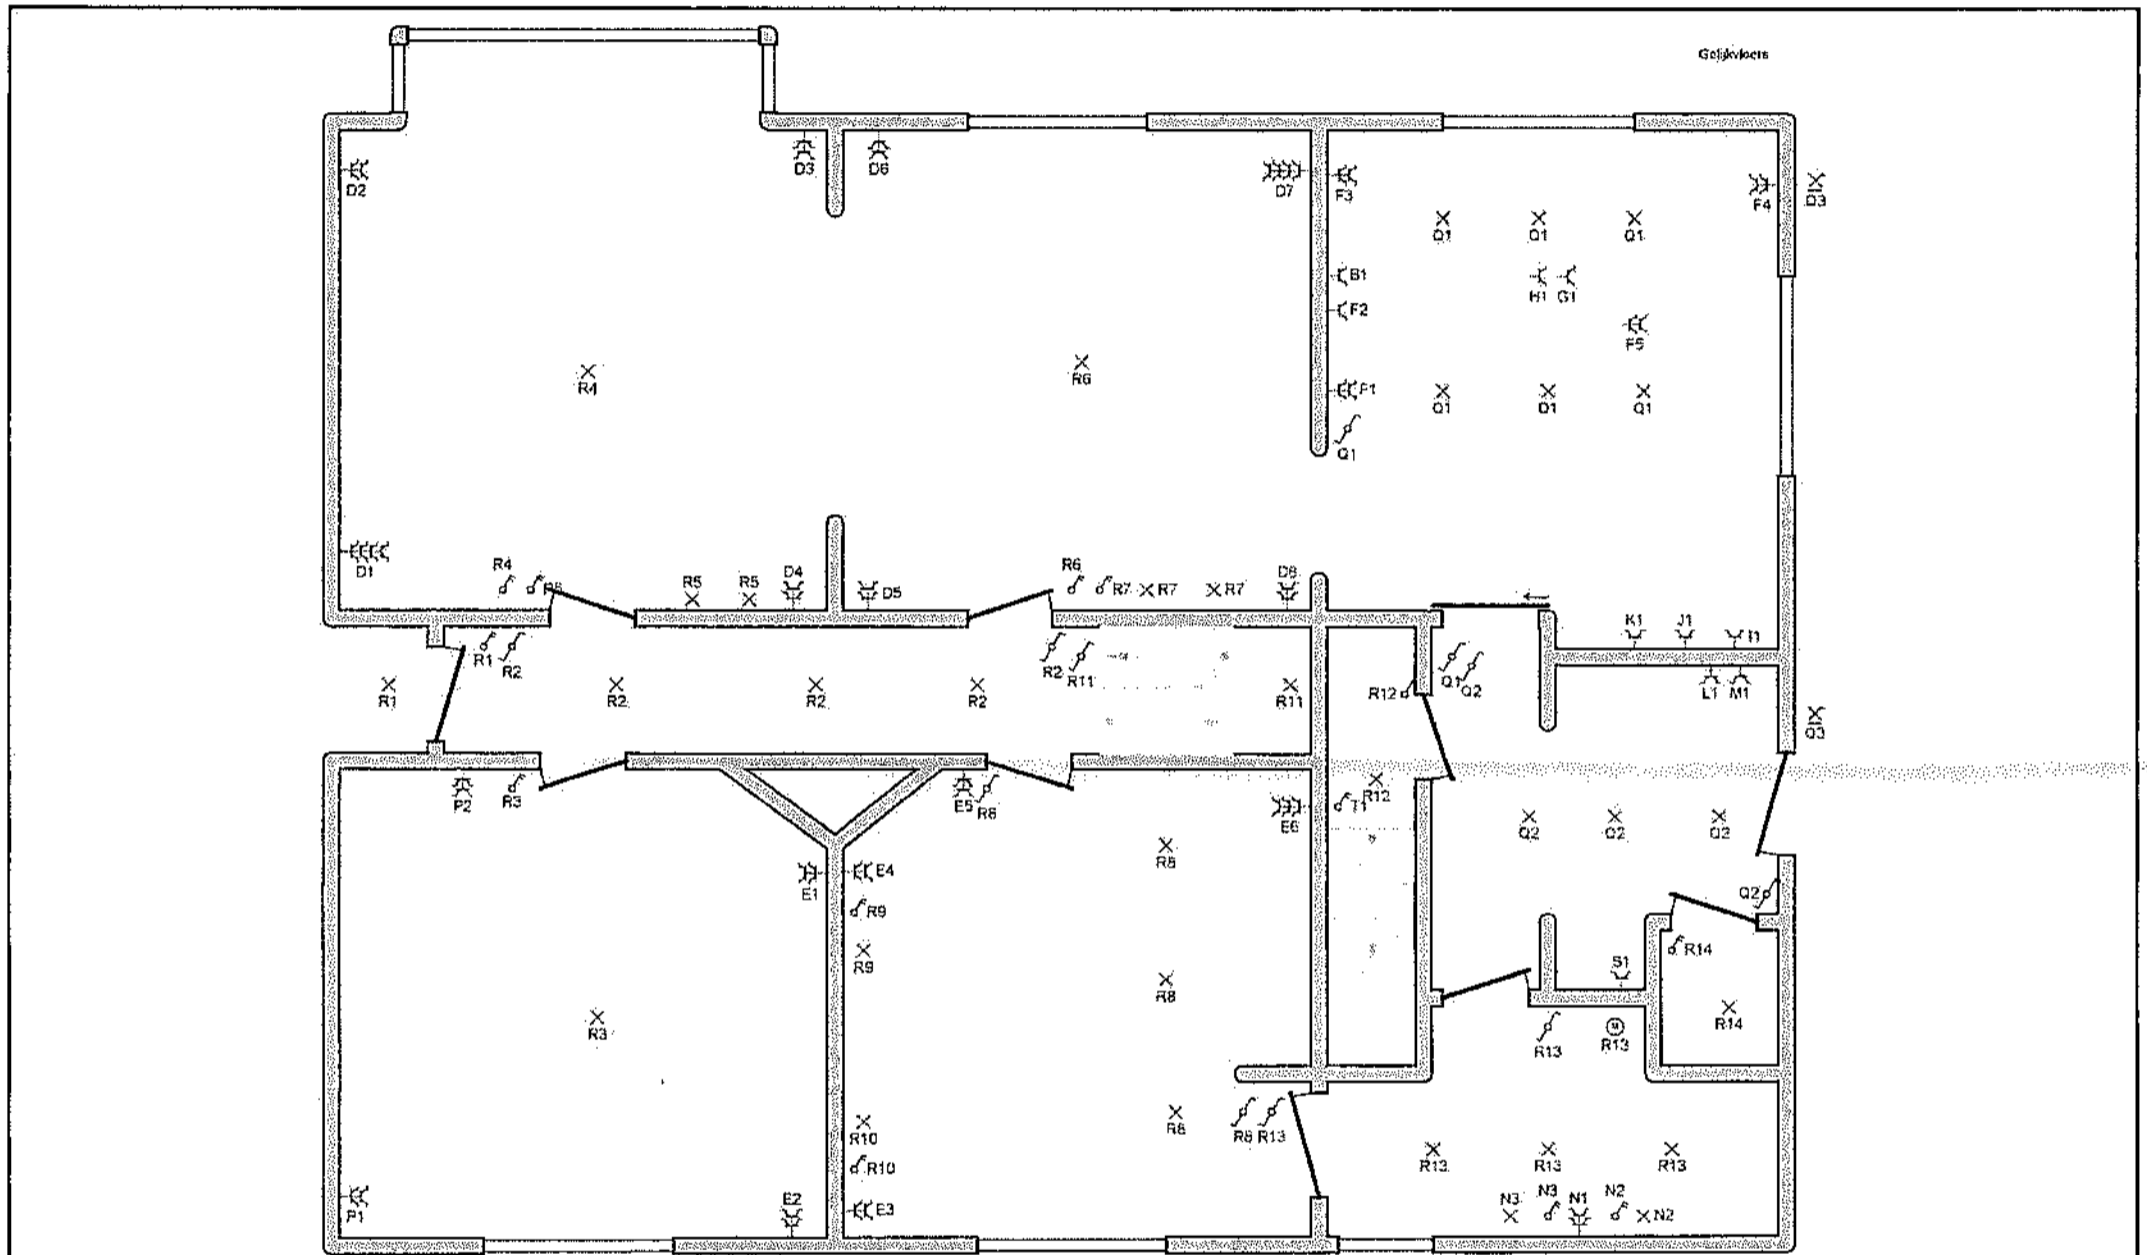 Gelijkvloers
D2
D3
D6
D7
F3
F4
Q3
Q1
Q1
Q1
B1
F2
G1
F5
R4
R6
F1
Q1
Q1
Q1
Q1
D1
R4
R5
R5
D4
D5
R6
R7
R7
R7
D8
K1
J1
I1
R1
R2
R2
R11
Q1
Q2
L1
M1
R12
R1
R2
R2
R2
R11
Q3
P2
R3
E5
R8
E6
T1
R12
Q2
Q2
Q2
R8
E1
E4
R9
Q2
R9
R14
S1
R8
R3
R14
R13
R13
R10
R8
R8
R13
R10
R13
R13
R13
P1
E2
E3
N3
N3
N1
N2
N2